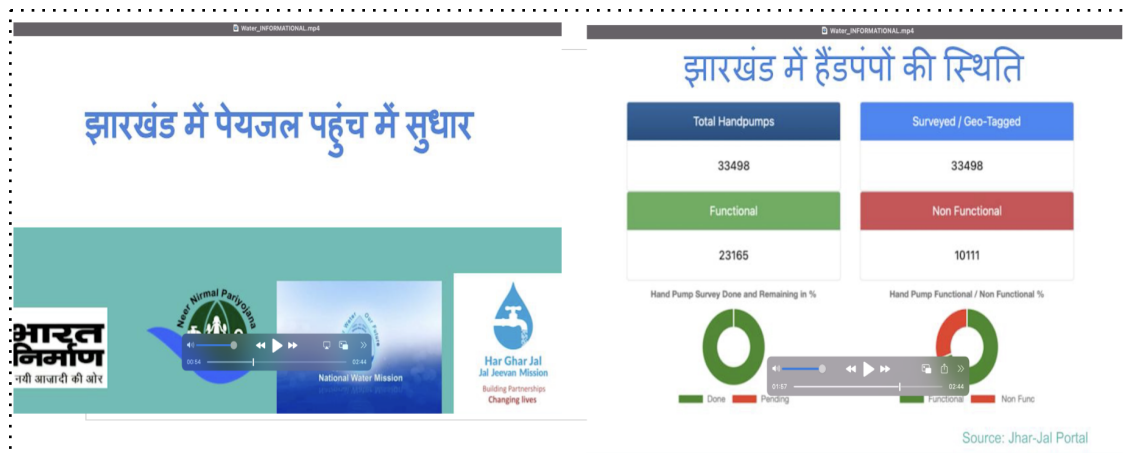 Water_INFORMATIONAL.mp4
झारखंड में पेयजल पहुंच में सुधार
भारत
निर्माण
नयी आजादी की ओर
Neer Nirmal Pariyojana
Our Future
National Water Mission
Har Ghar Jal
Jal Jeevan Mission
Building Partnerships
Changing lives
00:54
02:44
Water_INFORMATIONAL.mp4
झारखंड में हैंडपंपों की स्थिति
Total Handpumps
Surveyed / Geo-Tagged
33498
33498
Functional
Non Functional
23165
10111
Hand Pump Survey Done and Remaining in %
Hand Pump Functional / Non Functional %
01:57
02:44
Done
Pending
Functional
Non Func
Source: Jhar-Jal Portal